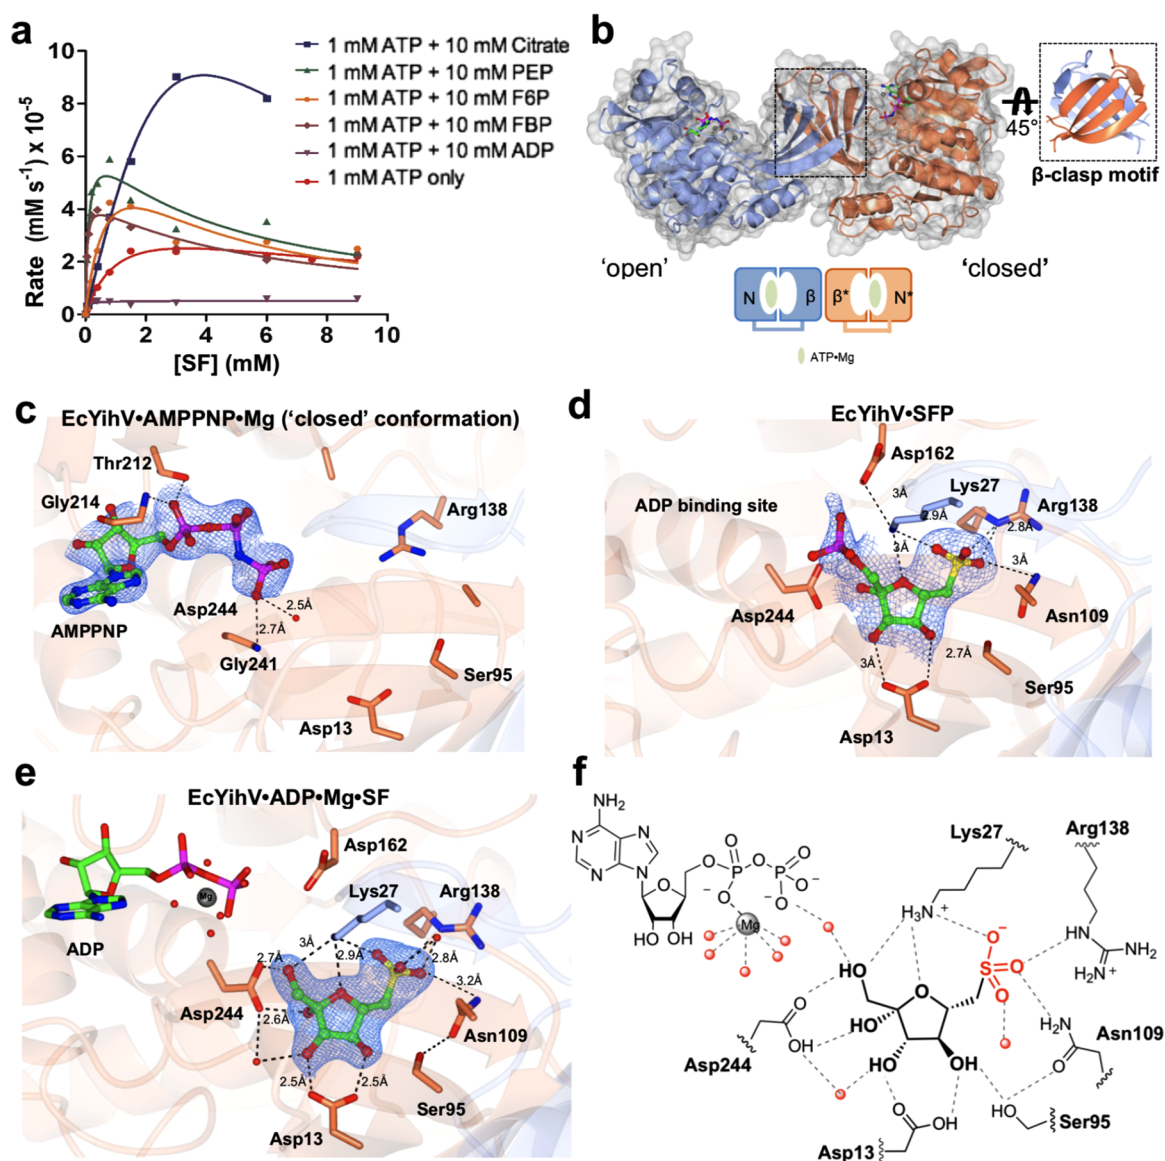 a
10
8
6
4
2
0
0
2
4
6
8
10
Rate (mM s⁻¹) x 10⁻⁵
[SF] (mM)
1 mM ATP + 10 mM Citrate
1 mM ATP + 10 mM PEP
1 mM ATP + 10 mM F6P
1 mM ATP + 10 mM FBP
1 mM ATP + 10 mM ADP
1 mM ATP only
b
45°
β-clasp motif
‘open’
‘closed’
N β β* N*
ATP•Mg
c
EcYihV•AMPPNP•Mg (‘closed’ conformation)
Thr212
Gly214
Arg138
Asp244
2.5Å
AMPPNP
2.7Å
Gly241
Ser95
Asp13
d
EcYihV•SFP
Asp162
ADP binding site
3Å
Lys27
Arg138
2.9Å
2.8Å
3Å
3Å
Asp244
Asn109
2.7Å
3Å
Ser95
Asp13
e
EcYihV•ADP•Mg•SF
Asp162
Lys27
Arg138
Mg
ADP
3Å
2.7Å
2.9Å
2.8Å
3.2Å
Asp244
2.6Å
Asn109
2.5Å
2.5Å
Ser95
Asp13
f
NH₂
N
N
N
N
O
O
P
O
P
O
O
O⁻
⁻O
O⁻
HO OH
Mg
Lys27
Arg138
H₃N⁺
O⁻
HN
NH₂
H₂N⁺
S
O
O
HO
O
HO
HO
OH
H₂N
O
Asn109
Asp244
O
OH
HO
Ser95
O
OH
Asp13